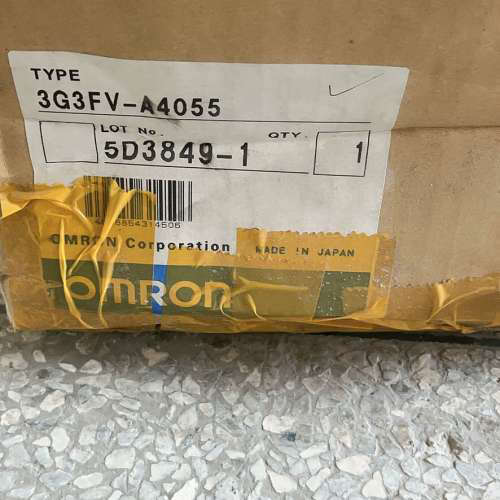 TYPE
3G3FV-A4055
LOT No.
QTY.
5D3849-1
1
OMRON Corporation
MADE IN JAPAN
OMRON